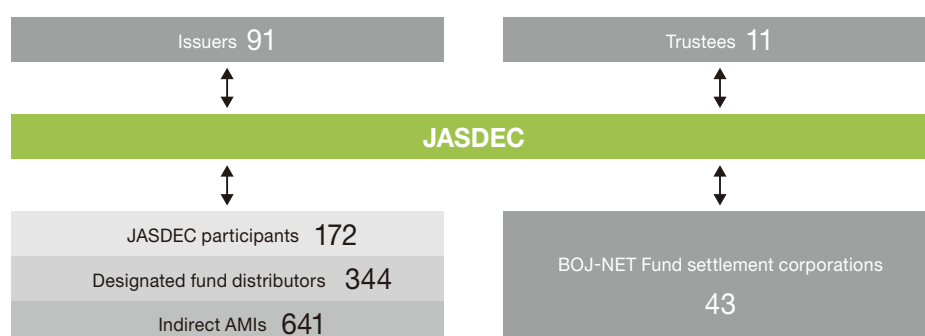 Issuers 91
Trustees 11
JASDEC
JASDEC participants 172
Designated fund distributors 344
Indirect AMIs 641
BOJ-NET Fund settlement corporations
43